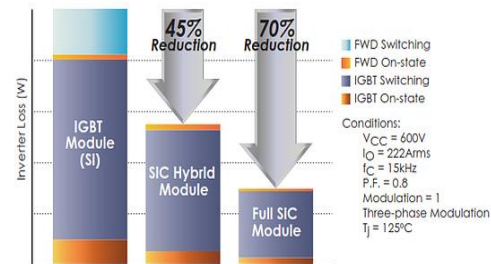 45%
Reduction
70%
Reduction
Inverter Loss (W)
IGBT
Module
(SI)
SIC Hybrid
Module
Full SIC
Module
FWD Switching
FWD On-state
IGBT Switching
IGBT On-state
Conditions:
VCC = 600V
IO = 222Arms
fC = 15kHz
P.F. = 0.8
Modulation = 1
Three-phase Modulation
Tj = 125ºC